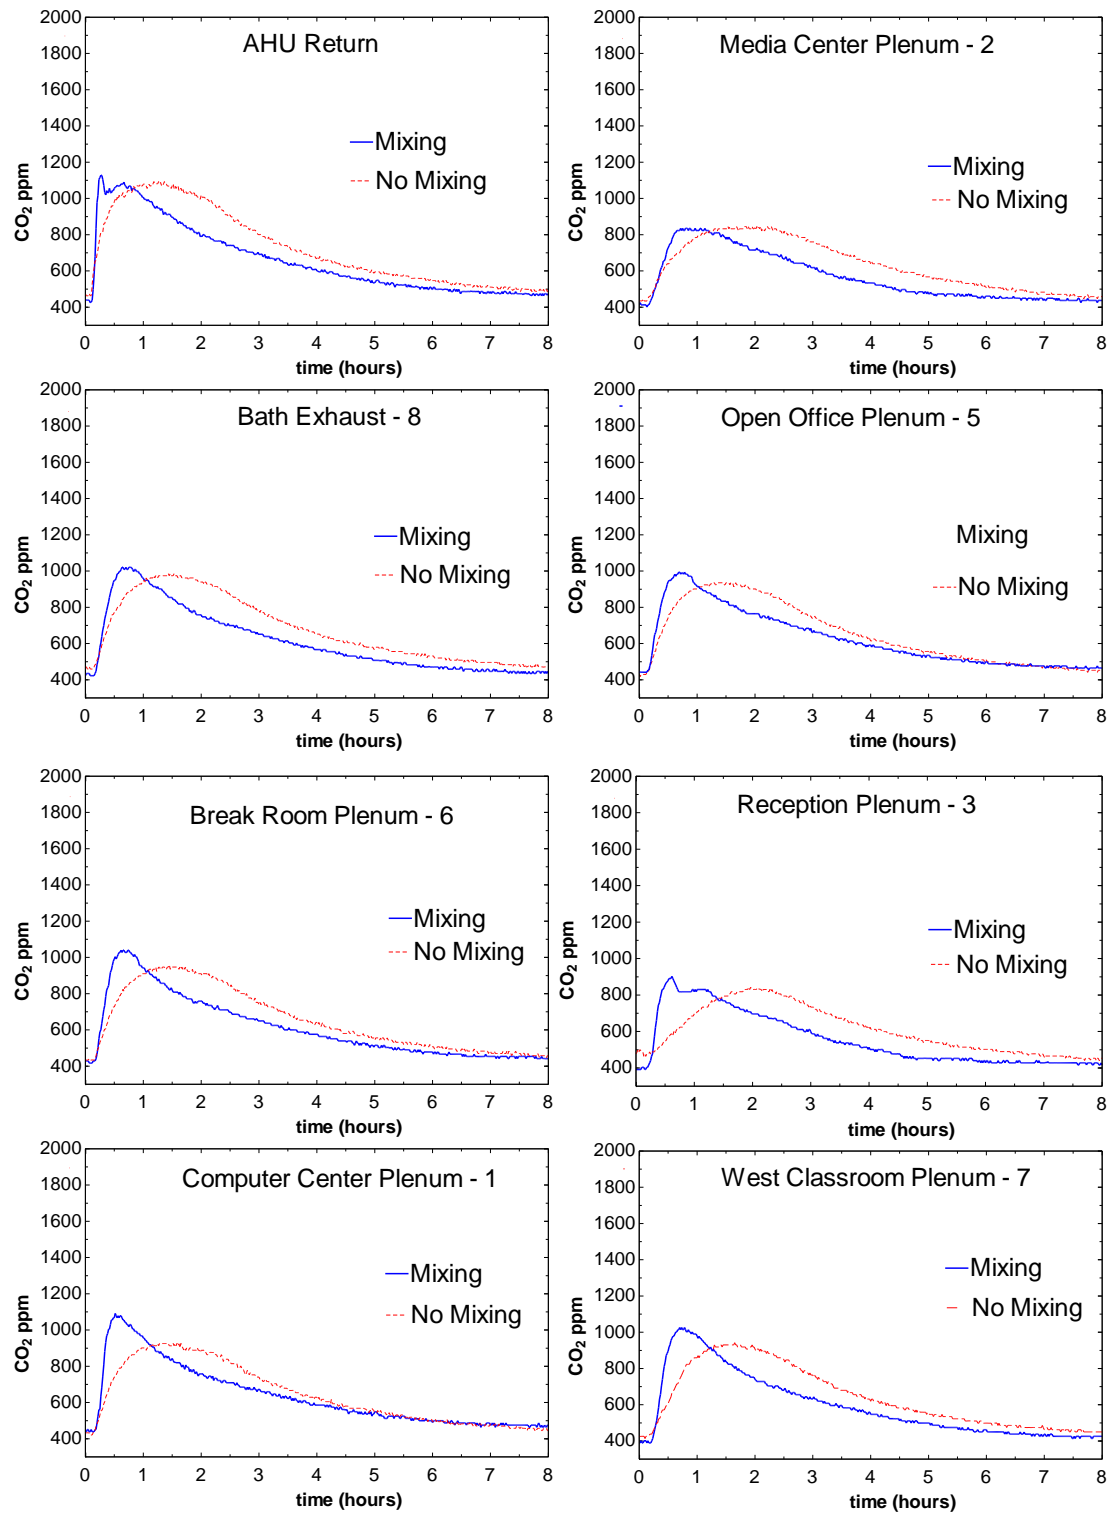 AHU Return
2000
1800
1600
1400
1200
1000
800
600
400
CO2 ppm
Mixing
No Mixing
0 1 2 3 4 5 6 7 8
time (hours)
Media Center Plenum - 2
2000
1800
1600
1400
1200
1000
800
600
400
CO2 ppm
Mixing
No Mixing
0 1 2 3 4 5 6 7 8
time (hours)
Bath Exhaust - 8
2000
1800
1600
1400
1200
1000
800
600
400
CO2 ppm
Mixing
No Mixing
0 1 2 3 4 5 6 7 8
time (hours)
Open Office Plenum - 5
2000
1800
1600
1400
1200
1000
800
600
400
CO2 ppm
Mixing
No Mixing
0 1 2 3 4 5 6 7 8
time (hours)
Break Room Plenum - 6
2000
1800
1600
1400
1200
1000
800
600
400
CO2 ppm
Mixing
No Mixing
0 1 2 3 4 5 6 7 8
time (hours)
Reception Plenum - 3
2000
1800
1600
1400
1200
1000
800
600
400
CO2 ppm
Mixing
No Mixing
0 1 2 3 4 5 6 7 8
time (hours)
Computer Center Plenum - 1
2000
1800
1600
1400
1200
1000
800
600
400
CO2 ppm
Mixing
No Mixing
0 1 2 3 4 5 6 7 8
time (hours)
West Classroom Plenum - 7
2000
1800
1600
1400
1200
1000
800
600
400
CO2 ppm
Mixing
No Mixing
0 1 2 3 4 5 6 7 8
time (hours)